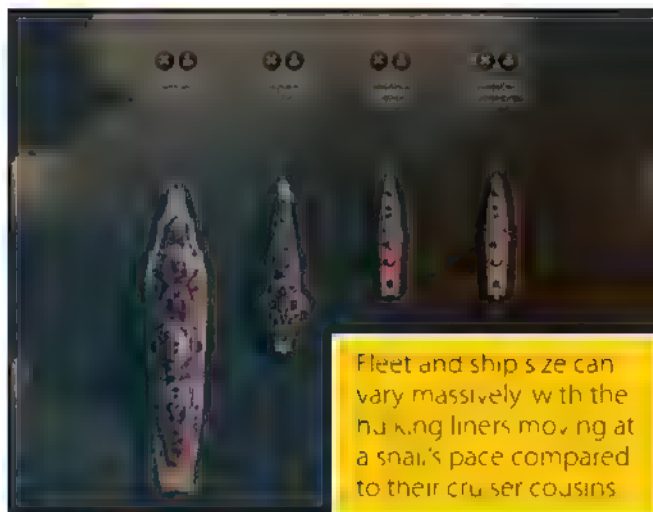 Fleet and ship size can
vary massively with the
hulking liners moving at
a snail's pace compared
to their cruiser cousins